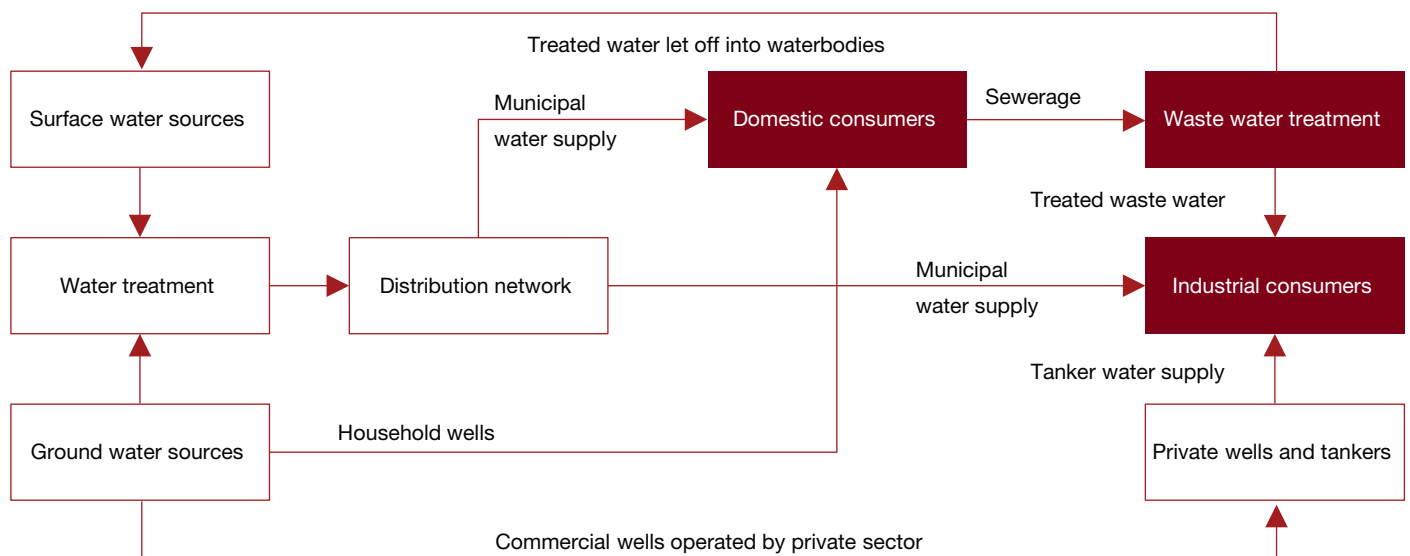 Treated water let off into waterbodies
Surface water sources
Municipal
water supply
Domestic consumers
Sewerage
Waste water treatment
Treated waste water
Water treatment
Distribution network
Municipal
water supply
Industrial consumers
Tanker water supply
Ground water sources
Household wells
Private wells and tankers
Commercial wells operated by private sector